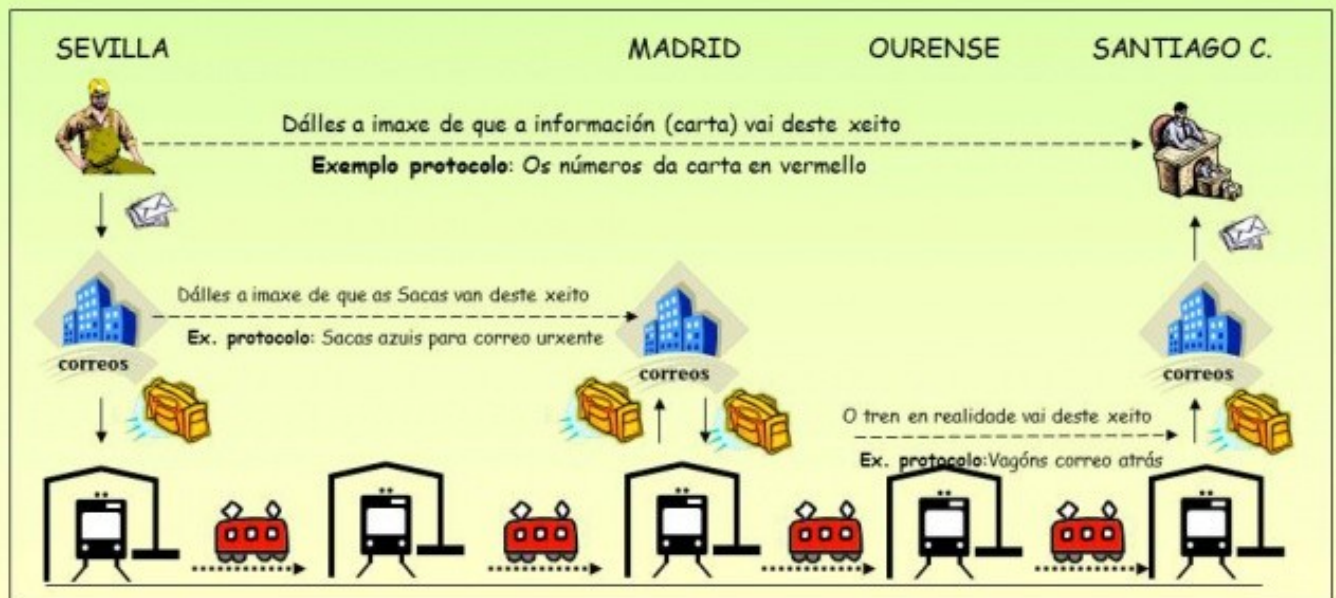 SEVILLA MADRID OURENSE SANTIAGO C.
Dálles a imaxe de que a información (carta) vai deste xeito
Exemplo protocolo: Os números da carta en vermello
Dálles a imaxe de que as Sacas van deste xeito
Ex. protocolo: Sacas azuis para correo urxente
correos
correos
correos
O tren en realidade vai deste xeito
Ex. protocolo:Vagóns correo atrás